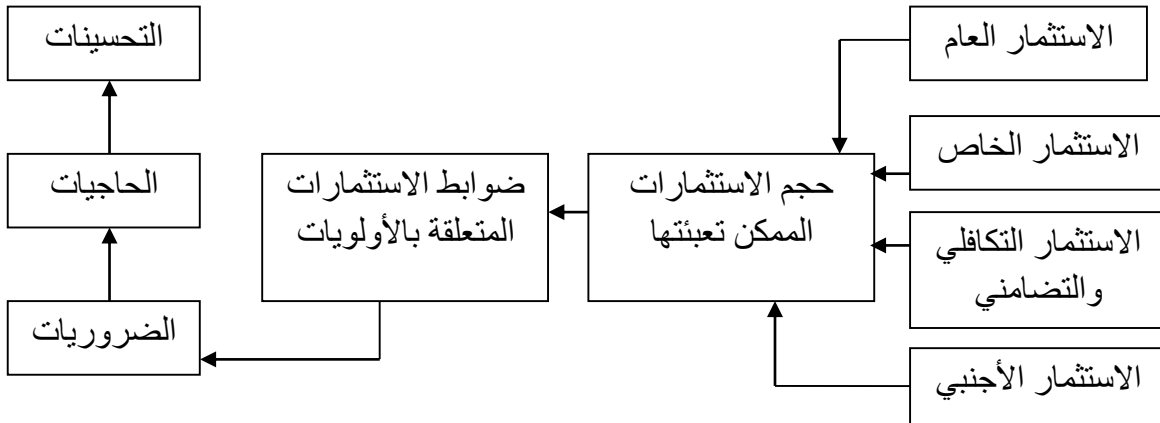 الاستثمار العام
الاستثمار الخاص
الاستثمار التكافلي
والتضامني
الاستثمار الأجنبي
حجم الاستثمارات
الممكن تعبئتها
ضوابط الاستثمارات
المتعلقة بالأولويات
التحسينات
الحاجيات
الضروريات